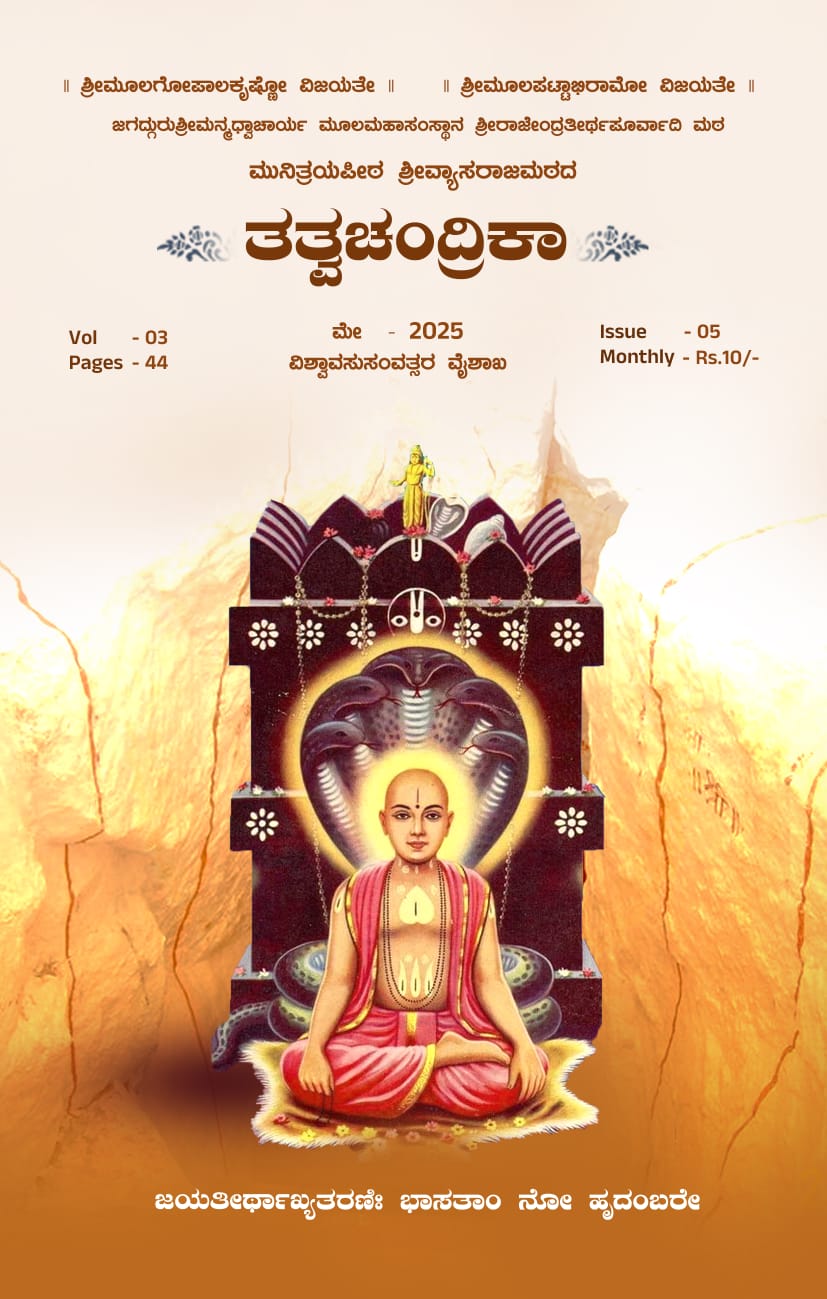 ॥ ಶ್ರೀಮೂಲಗೋಪಾಲಕೃಷ್ಣೋ ವಿಜಯತೇ ॥ ॥ ಶ್ರೀಮೂಲಪಟ್ಟಾಭಿರಾಮೋ ವಿಜಯತೇ ॥
ಜಗದ್ಗುರುಶ್ರೀಮನ್ಮಧ್ವಾಚಾರ್ಯ ಮೂಲಮಹಾಸಂಸ್ಥಾನ ಶ್ರೀರಾಜೇಂದ್ರತೀರ್ಥಪೂರ್ವಾದಿ ಮಠ
ಮುನಿತ್ರಯಪೀಠ ಶ್ರೀವ್ಯಾಸರಾಜಮಠದ
ತತ್ವಚಂದ್ರಿಕಾ
Vol - 03
Pages - 44
ಮೇ - 2025
ವಿಶ್ವಾವಸುಸಂವತ್ಸರ ವೈಶಾಖ
Issue - 05
Monthly - Rs.10/-
ಜಯತೀರ್ಥಾಖ್ಯತರಣಿಃ ಭಾಸತಾಂ ನೋ ಹೃದಂಬರೇ